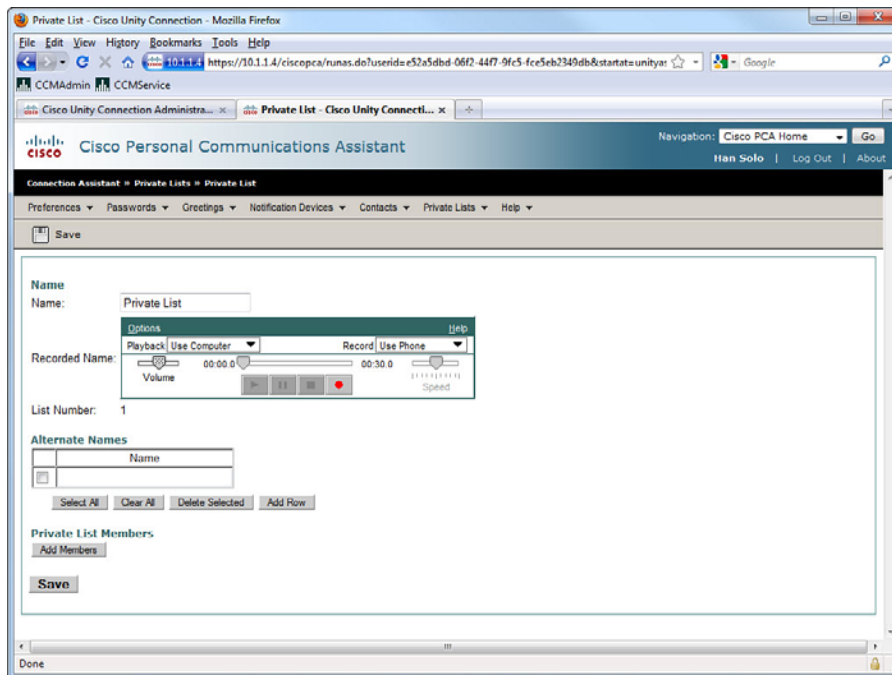 Private List - Cisco Unity Connection - Mozilla Firefox
File Edit View History Bookmarks Tools Help
10.1.1.4 https://10.1.1.4/ciscopca/runas.do?userid=e52a5dbd-06f2-44f7-9fc5-fce5eb2349db&startat=unitya: Google
CCMAdmin CCMService
Cisco Unity Connection Administra... Private List - Cisco Unity Connecti...
CISCO Cisco Personal Communications Assistant
Navigation: Cisco PCA Home Go
Han Solo | Log Out | About
Connection Assistant » Private Lists » Private List
Preferences Passwords Greetings Notification Devices Contacts Private Lists Help
Save
Name
Name: Private List
Options Help
Playback Use Computer Record Use Phone
Recorded Name: 00:00.0 00:30.0
Volume Speed
List Number: 1
Alternate Names
Name
Select All Clear All Delete Selected Add Row
Private List Members
Add Members
Save
Done